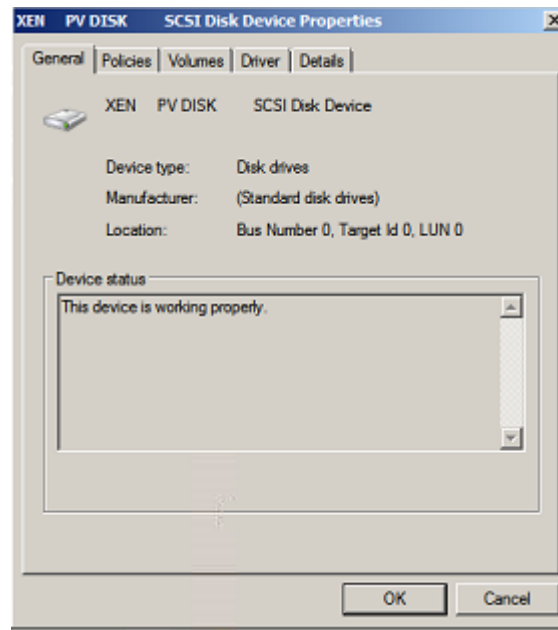 XEN PV DISK SCSI Disk Device Properties
General Policies Volumes Driver Details
XEN PV DISK SCSI Disk Device
Device type: Disk drives
Manufacturer: (Standard disk drives)
Location: Bus Number 0, Target Id 0, LUN 0
Device status
This device is working properly.
OK Cancel